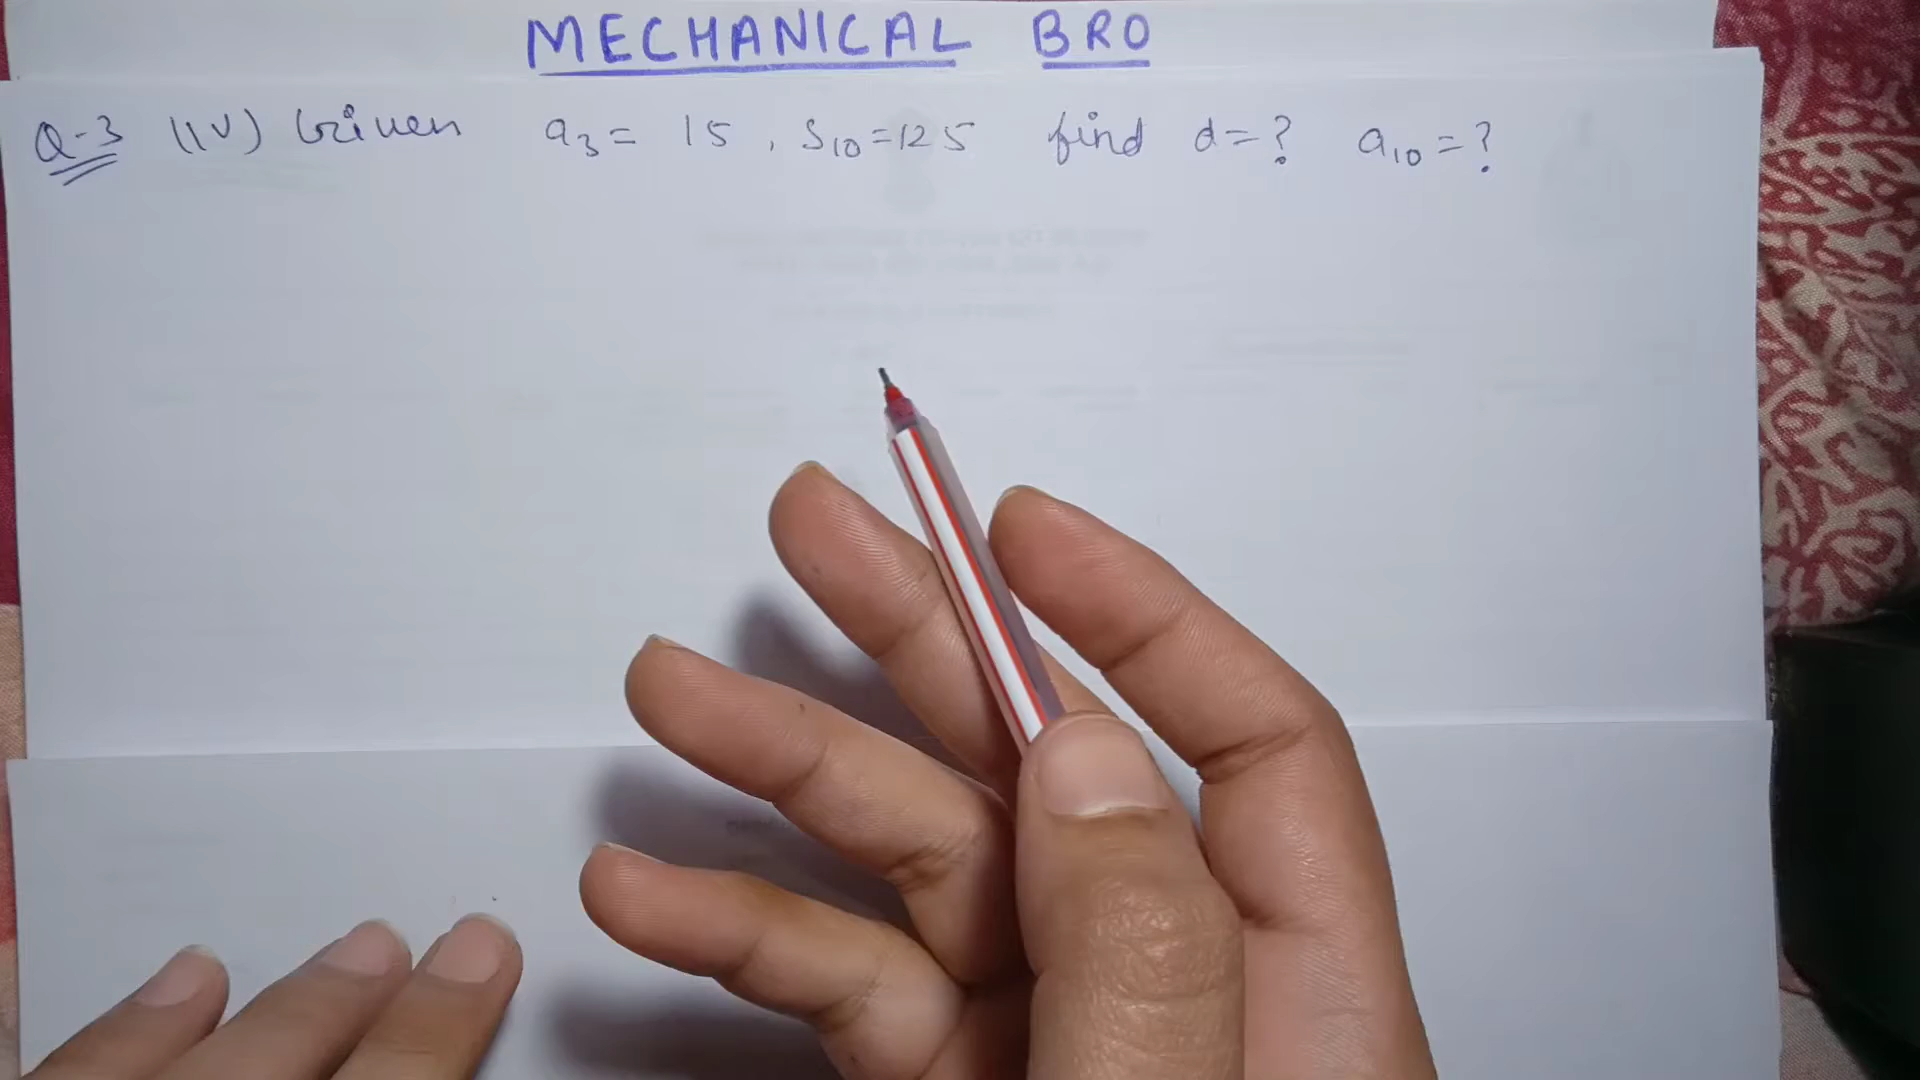 MECHANICAL BRO
Q-3 (iv) Given a₃ = 15, S₁₀ = 125 find d = ? a₁₀ = ?